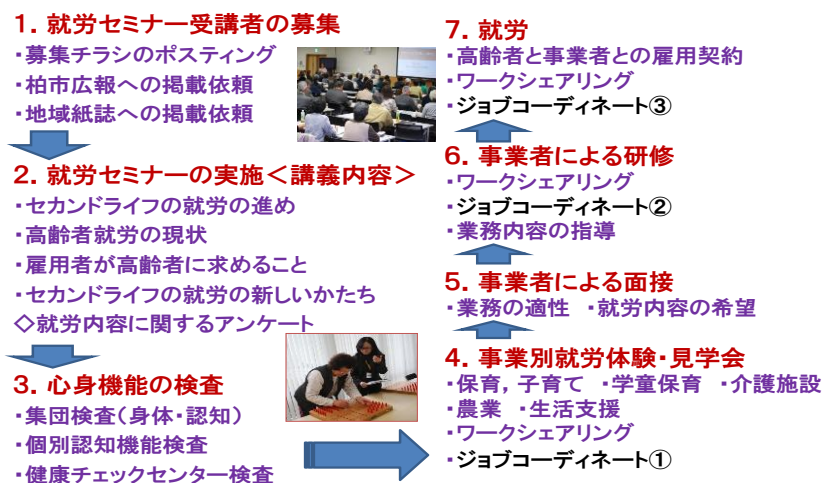 1．就労セミナー受講者の募集
・募集チラシのポスティング
・柏市広報への掲載依頼
・地域紙誌への掲載依頼
2．就労セミナーの実施＜講義内容＞
・セカンドライフの就労の進め
・高齢者就労の現状
・雇用者が高齢者に求めること
・セカンドライフの就労の新しいかたち
◇就労内容に関するアンケート
3．心身機能の検査
・集団検査（身体・認知）
・個別認知機能検査
・健康チェックセンター検査
4．事業別就労体験・見学会
・保育，子育て ・学童保育 ・介護施設
・農業 ・生活支援
・ワークシェアリング
・ジョブコーディネート①
5．事業者による面接
・業務の適性 ・就労内容の希望
6．事業者による研修
・ワークシェアリング
・ジョブコーディネート②
・業務内容の指導
7．就労
・高齢者と事業者との雇用契約
・ワークシェアリング
・ジョブコーディネート③